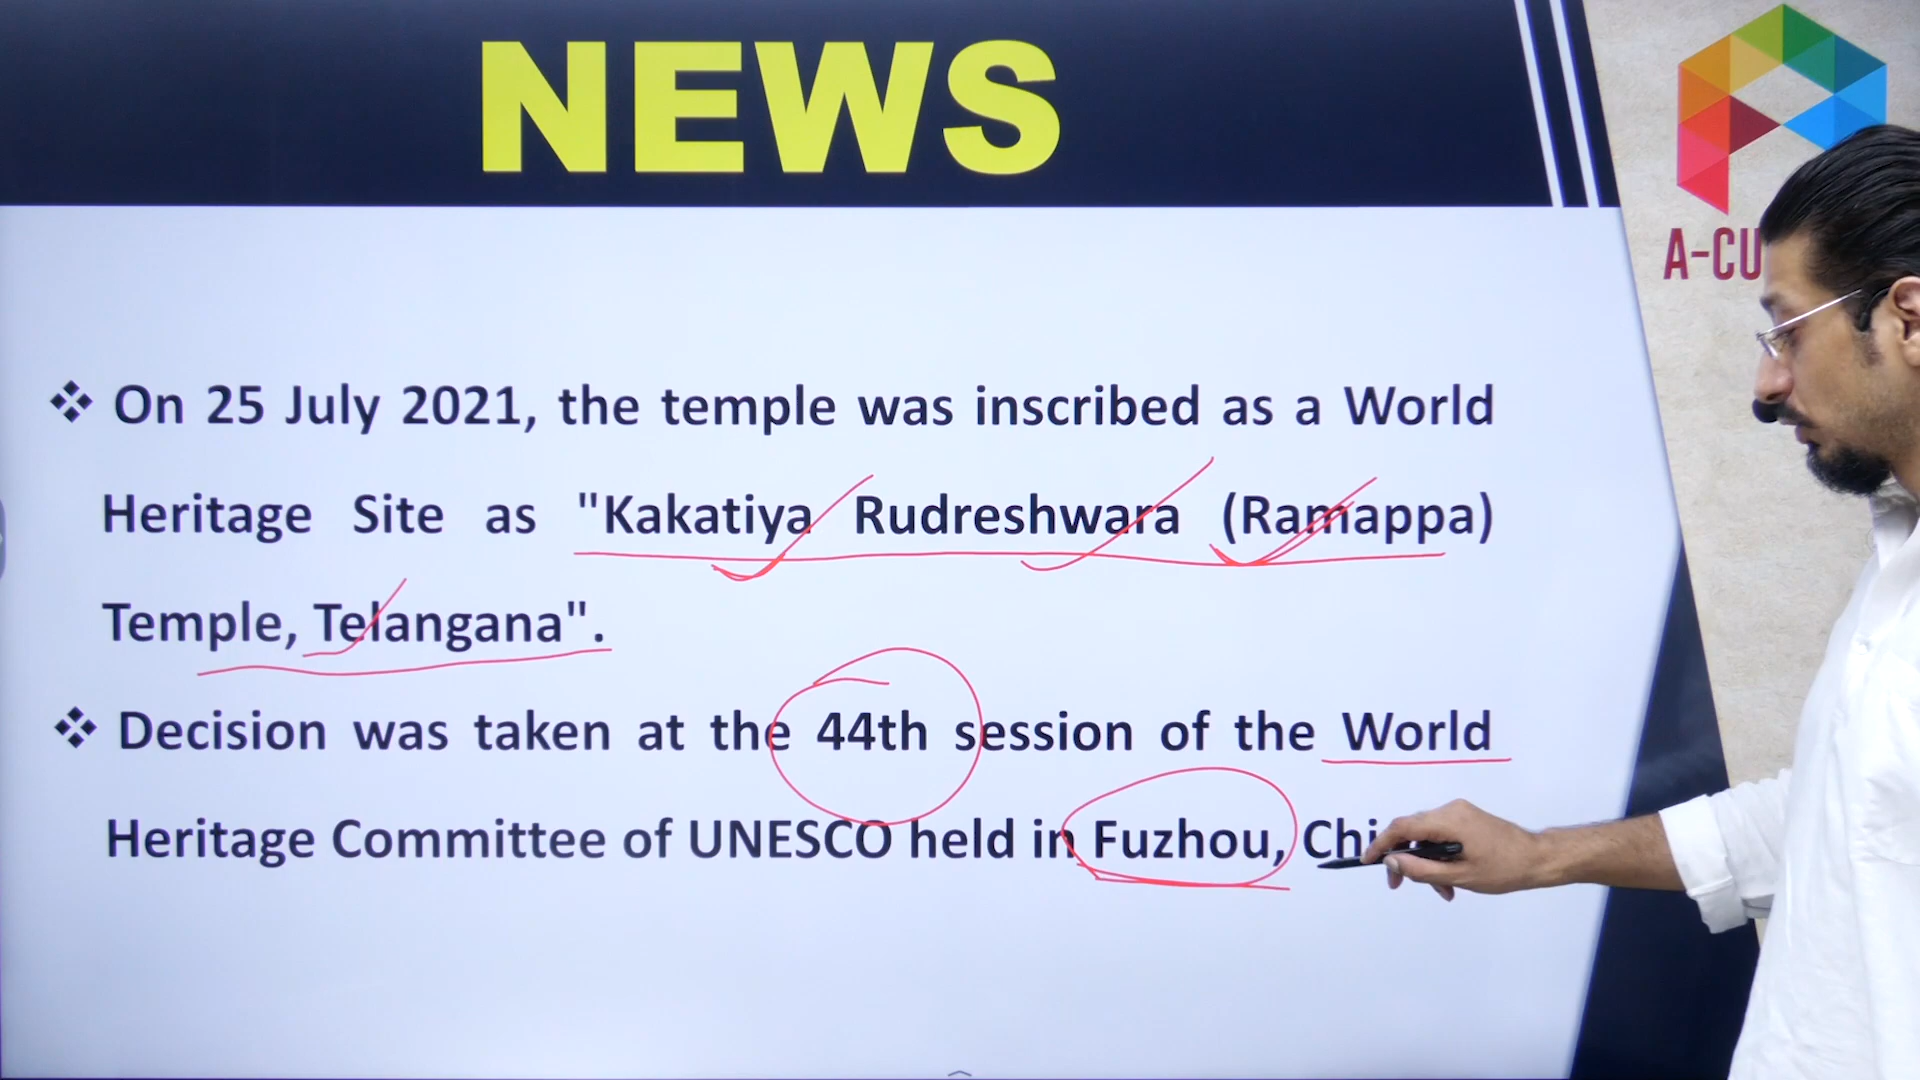 NEWS
A-CU
❖ On 25 July 2021, the temple was inscribed as a World
Heritage Site as "Kakatiya Rudreshwara (Ramappa)
Temple, Telangana".
❖ Decision was taken at the 44th session of the World
Heritage Committee of UNESCO held in Fuzhou, Chi